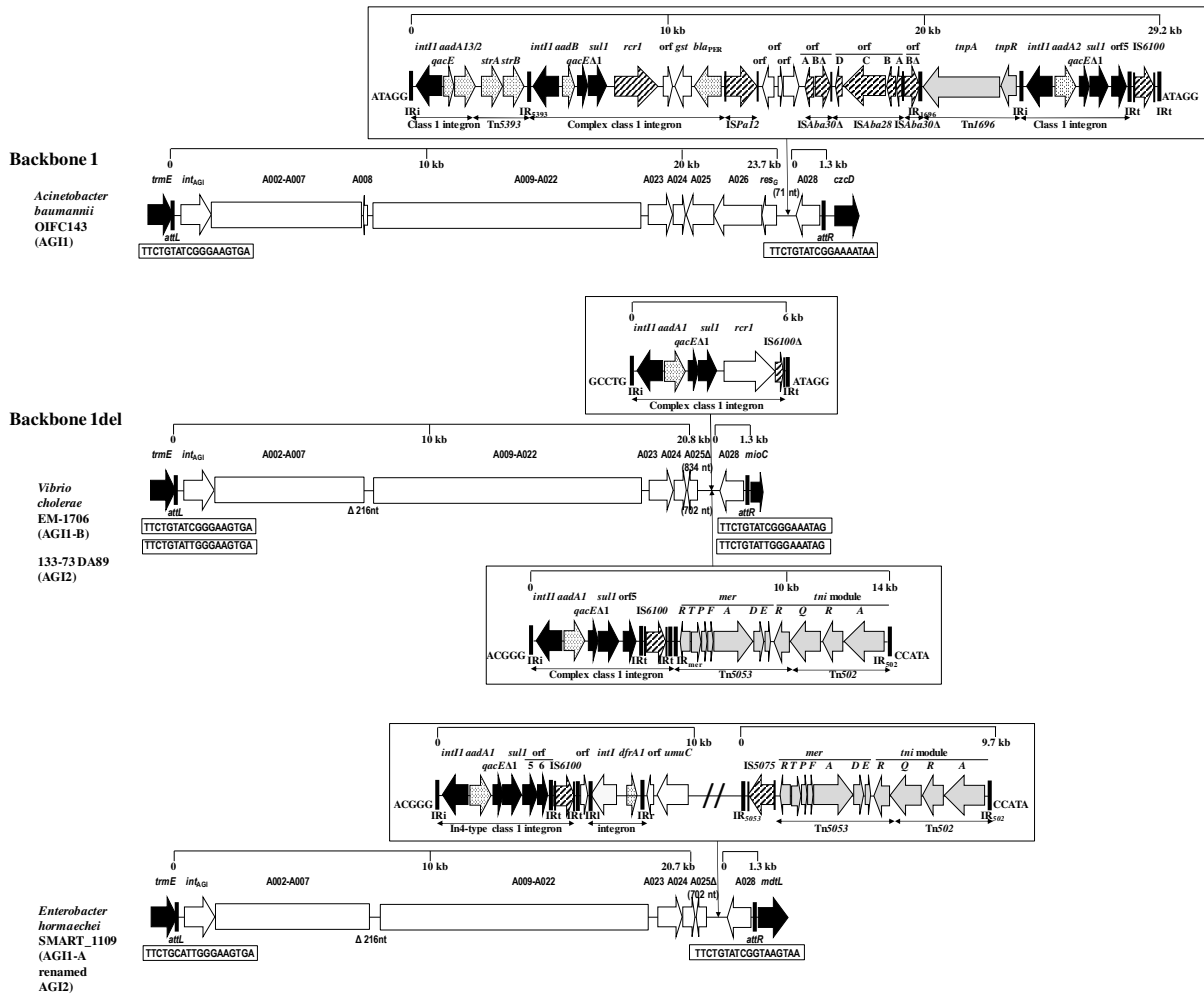 0 10 kb 20 kb 29.2 kb
intI1 aadA13/2 intI1 aadB sul1 rcr1 orf gst blaPER orf orf orf orf tnpA tnpR intI1 aadA2 sul1 orf5 IS6100
qacE strA strB qacEΔ1 orf A BΔ D C B A BΔ qacEΔ1
ATAGG IRi IR5393 IR1696 IRi IRt IRt ATAGG
Class 1 integron Tn5393 Complex class 1 integron ISPa12 ISAba30Δ ISAba28 ISAba30Δ Tn1696 Class 1 integron
Backbone 1
0 10 kb 20 kb 23.7 kb 0 1.3 kb
trmE intAGI A002-A007 A008 A009-A022 A023 A024 A025 A026 resG A028 czcD
(71 nt)
Acinetobacter
baumannii
OIFC143
(AGI1)
attL attR
TTCTGTATCGGGAAGTGA TTCTGTATCGGAAAATAA
0 6 kb
intI1 aadA1 sul1 rcr1
qacEΔ1 IS6100Δ
GCCTG IRi IRt ATAGG
Complex class 1 integron
Backbone 1del
0 10 kb 20.8 kb 0 1.3 kb
trmE intAGI A002-A007 A009-A022 A023 A024 A025Δ A028 mioC
(834 nt)
Vibrio
cholerae
EM-1706
(AGI1-B)
133-73 DA89
(AGI2)
attL Δ 216nt (702 nt) attR
TTCTGTATCGGGAAGTGA TTCTGTATCGGGAAATAG
TTCTGTATTGGGAAGTGA TTCTGTATTGGGAAATAG
0 10 kb 14 kb
intI1 aadA1 sul1 orf5 mer tni module
qacEΔ1 IS6100 R T P F A D E R Q R A
ACGGG IRi IRt IRt IRmer IR502 CCATA
Complex class 1 integron Tn5053 Tn502
0 10 kb 0 9.7 kb
intI1 aadA1 sul1 orf orf intI dfrA1 orf umuC IS5075 mer tni module
qacEΔ1 5 6 IS6100 R T P F A D E R Q R A
ACGGG IRi IRt IRt IRl IRr // IR5053 IR502 CCATA
In4-type class 1 integron integron Tn5053 Tn502
0 10 kb 20.7 kb 0 1.3 kb
trmE intAGI A002-A007 A009-A022 A023 A024 A025Δ A028 mdtL
(702 nt)
Enterobacter
hormaechei
SMART_1109
(AGI1-A
renamed
AGI2)
attL Δ 216nt attR
TTCTGCATTGGGAAGTGA TTCTGTATCGGTAAGTAA